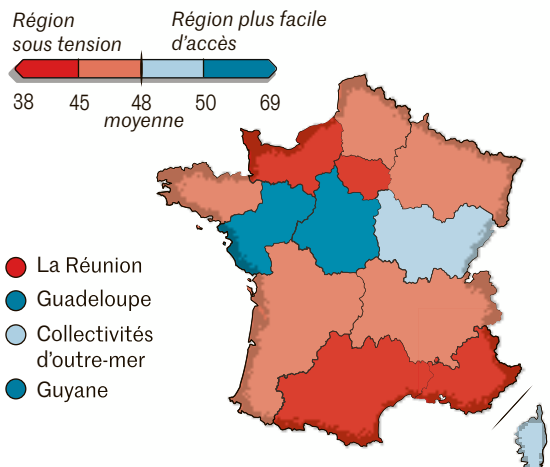 Région
sous tension
Région plus facile
d'accès
38 45 48 50 69
moyenne
La Réunion
Guadeloupe
Collectivités
d'outre-mer
Guyane